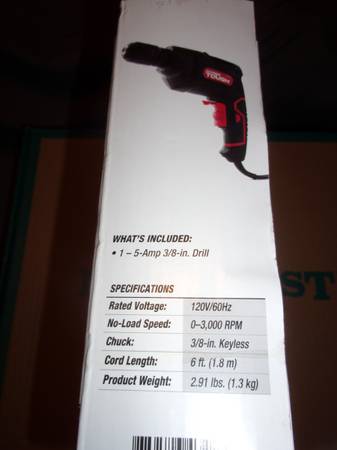 TOUGH
WHAT'S INCLUDED:
• 1 – 5-Amp 3/8-in. Drill
SPECIFICATIONS
Rated Voltage: 120V/60Hz
No-Load Speed: 0–3,000 RPM
Chuck: 3/8-in. Keyless
Cord Length: 6 ft. (1.8 m)
Product Weight: 2.91 lbs. (1.3 kg)
ST